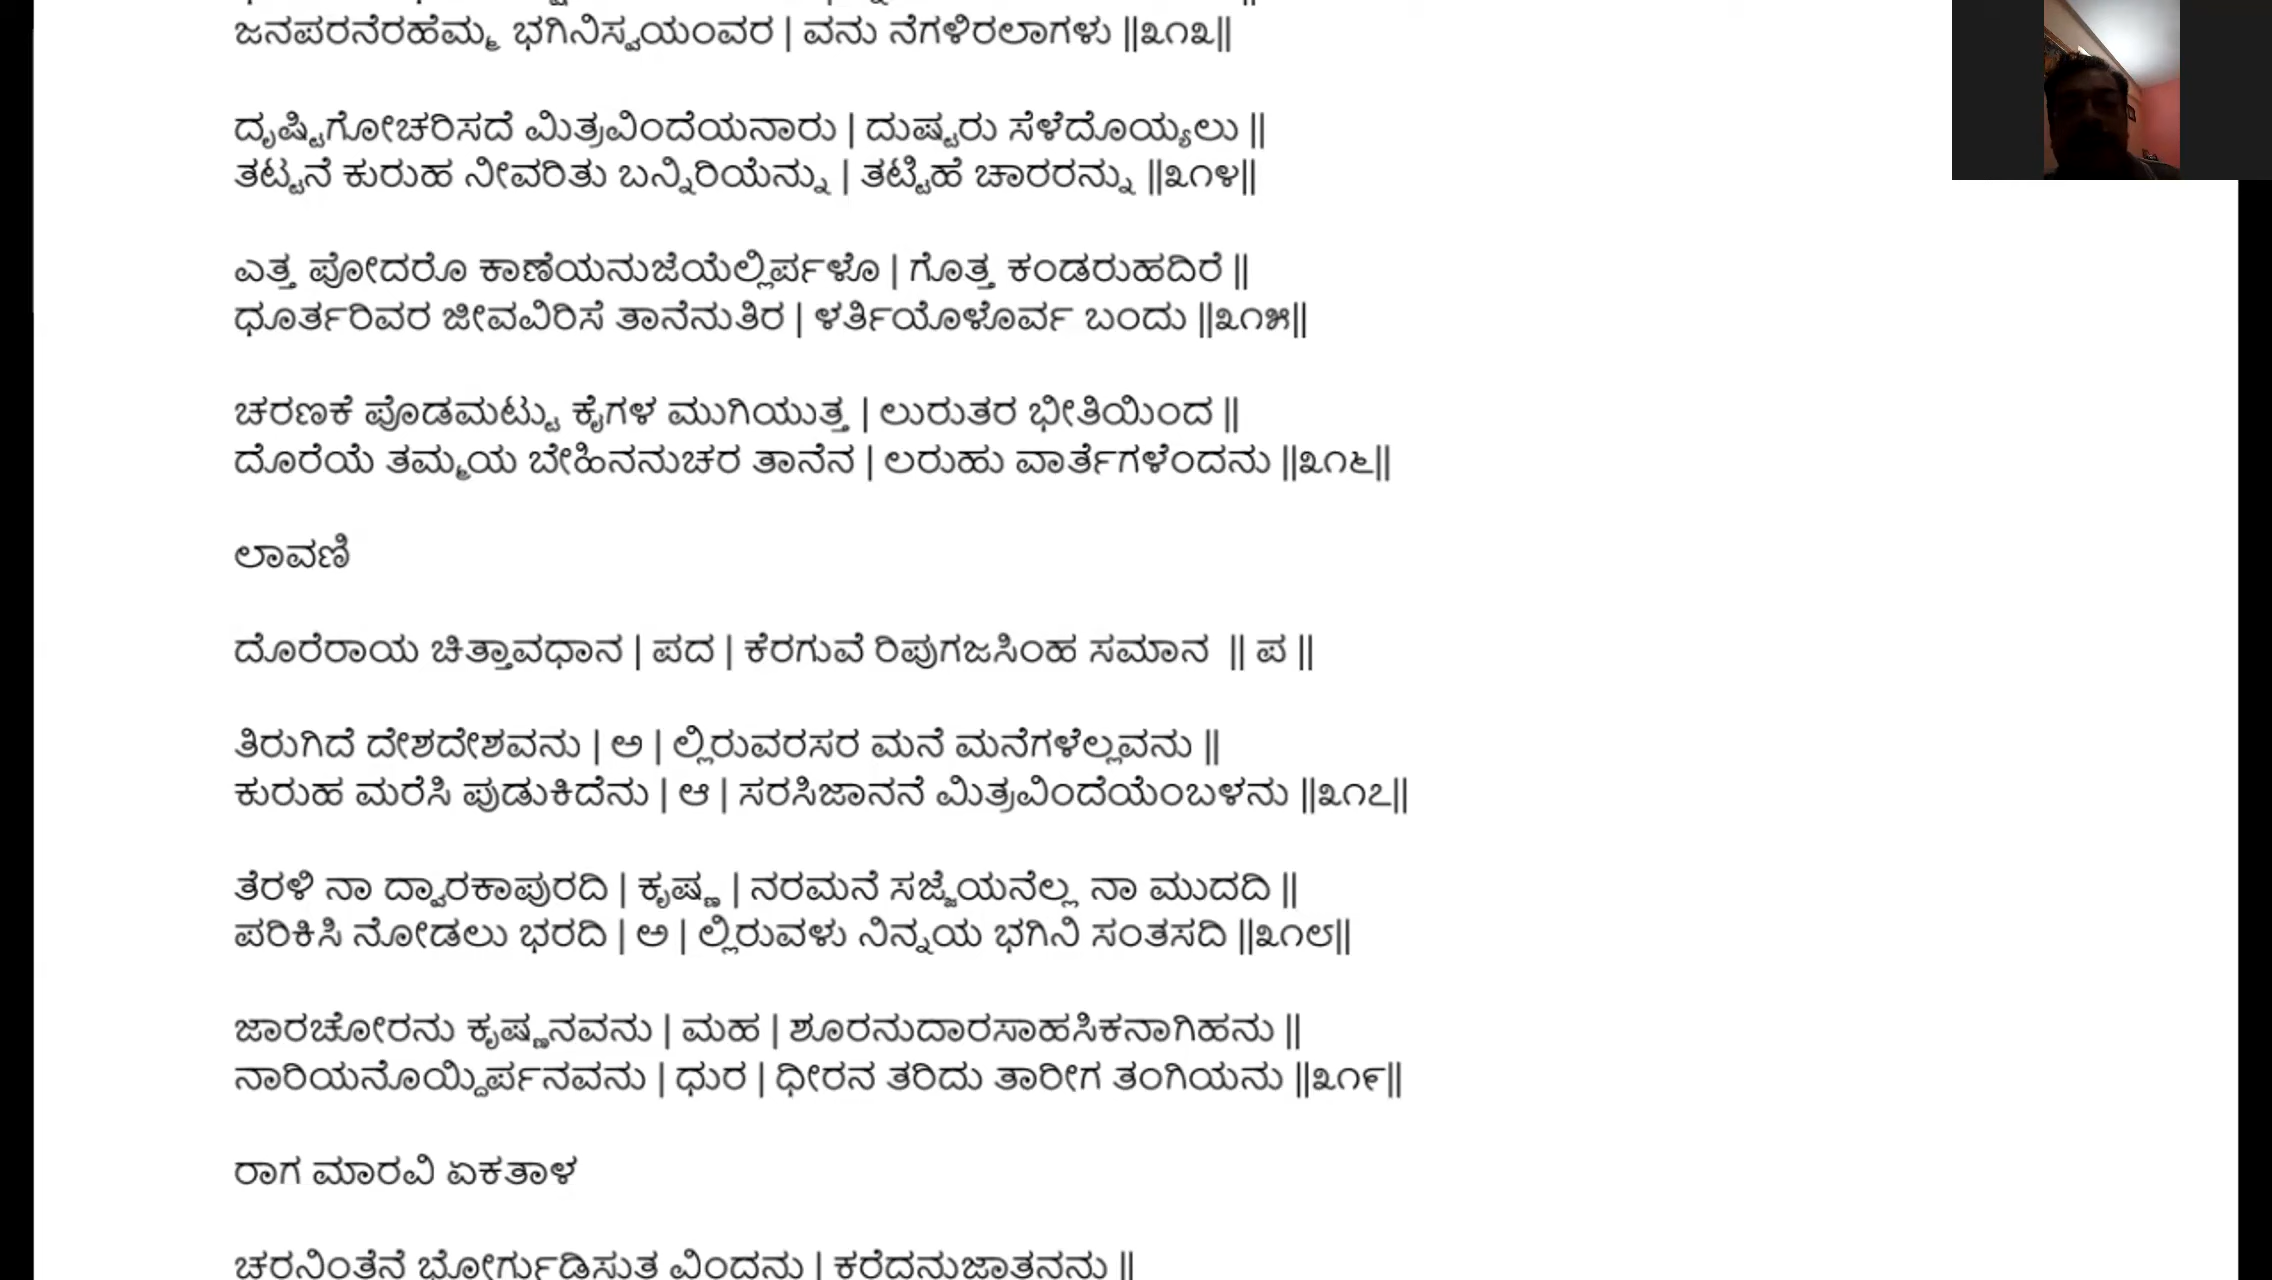 ಜನಪರನೆರಹೆಮ್ಮ ಭಗಿನಿಸ್ವಯಂವರ | ವನು ನೆಗಳಿರಲಾಗಳು ||೩೧೩||
ದೃಷ್ಟಿಗೋಚರಿಸದೆ ಮಿತ್ರವಿಂದೆಯನಾರು | ದುಷ್ಟರು ಸೆಳೆದೊಯ್ಯಲು ||
ತಟ್ಟನೆ ಕುರುಹ ನೀವರಿತು ಬನ್ನಿರಿಯೆನ್ನು | ತಟ್ಟಿಹೆ ಚಾರರನ್ನು ||೩೧೪||
ಎತ್ತ ಪೋದರೊ ಕಾಣೆಯನುಜೆಯೆಲ್ಲಿರ್ಪಳೊ | ಗೊತ್ತ ಕಂಡರುಹದಿರೆ ||
ಧೂರ್ತರಿವರ ಜೀವವಿರಿಸೆ ತಾನೆನುತಿರ | ಳರ್ತಿಯೊಳೊರ್ವ ಬಂದು ||೩೧೫||
ಚರಣಕೆ ಪೊಡಮಟ್ಟು ಕೈಗಳ ಮುಗಿಯುತ್ತ | ಲುರುತರ ಭೀತಿಯಿಂದ ||
ದೊರೆಯೆ ತಮ್ಮಯ ಬೇಹಿನನುಚರ ತಾನೆನ | ಲರುಹು ವಾರ್ತೆಗಳೆಂದನು ||೩೧೬||
ಲಾವಣಿ
ದೊರೆರಾಯ ಚಿತ್ತಾವಧಾನ | ಪದ | ಕೆರಗುವೆ ರಿಪುಗಜಸಿಂಹ ಸಮಾನ || ಪ ||
ತಿರುಗಿದೆ ದೇಶದೇಶವನು | ಅ | ಲ್ಲಿರುವರಸರ ಮನೆ ಮನೆಗಳೆಲ್ಲವನು ||
ಕುರುಹ ಮರೆಸಿ ಪುಡುಕಿದೆನು | ಆ | ಸರಸಿಜಾನನೆ ಮಿತ್ರವಿಂದೆಯೆಂಬಳನು ||೩೧೭||
ತೆರಳಿ ನಾ ದ್ವಾರಕಾಪುರದಿ | ಕೃಷ್ಣ | ನರಮನೆ ಸಜ್ಜೆಯನೆಲ್ಲ ನಾ ಮುದದಿ ||
ಪರಿಕಿಸಿ ನೋಡಲು ಭರದಿ | ಅ | ಲ್ಲಿರುವಳು ನಿನ್ನಯ ಭಗಿನಿ ಸಂತಸದಿ ||೩೧೮||
ಜಾರಚೋರನು ಕೃಷ್ಣನವನು | ಮಹ | ಶೂರನುದಾರಸಾಹಸಿಕನಾಗಿಹನು ||
ನಾರಿಯನೊಯ್ದಿರ್ಪನವನು | ಧುರ | ಧೀರನ ತರಿದು ತಾರೀಗ ತಂಗಿಯನು ||೩೧೯||
ರಾಗ ಮಾರವಿ ಏಕತಾಳ
ಚರನಿಂತೆನೆ ಭೋರ್ಗುಡಿಸುತ ವಿಂದನು | ಕರೆದನುಜಾತನನು ||